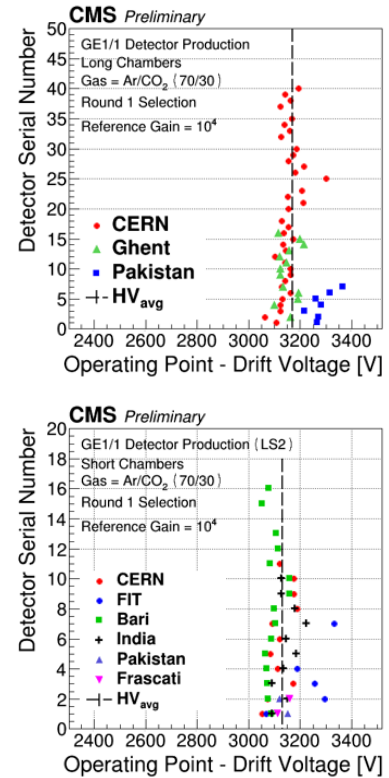 CMS Preliminary
GE1/1 Detector Production
Long Chambers
Gas = Ar/CO₂ (70/30)
Round 1 Selection
Reference Gain = 10⁴
Detector Serial Number
50
45
40
35
30
25
20
15
10
5
0
CERN
Ghent
Pakistan
HVavg
2400 2600 2800 3000 3200 3400
Operating Point - Drift Voltage [V]
CMS Preliminary
GE1/1 Detector Production (LS2)
Short Chambers
Gas = Ar/CO₂ (70/30)
Round 1 Selection
Reference Gain = 10⁴
Detector Serial Number
20
18
16
14
12
10
8
6
4
2
0
CERN
FIT
Bari
India
Pakistan
Frascati
HVavg
2400 2600 2800 3000 3200 3400
Operating Point - Drift Voltage [V]